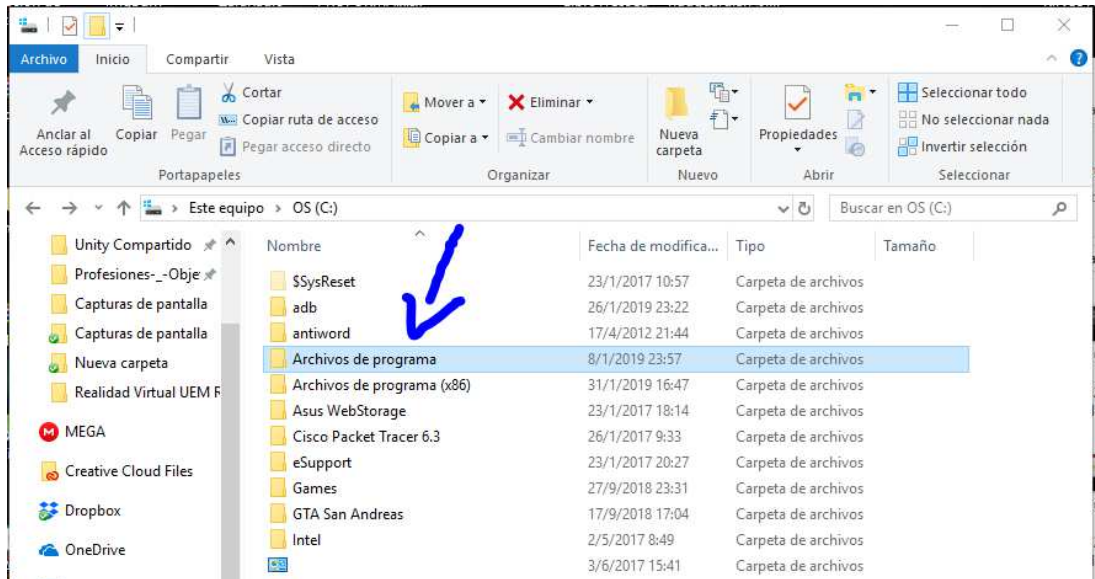 Archivo Inicio Compartir Vista
Anclar al Acceso rápido
Copiar
Pegar
Cortar
Copiar ruta de acceso
Pegar acceso directo
Portapapeles
Mover a
Copiar a
Eliminar
Cambiar nombre
Organizar
Nueva carpeta
Nuevo
Propiedades
Abrir
Seleccionar todo
No seleccionar nada
Invertir selección
Seleccionar
Este equipo > OS (C:)
Buscar en OS (C:)
Unity Compartido
Profesiones-_-Obje
Capturas de pantalla
Capturas de pantalla
Nueva carpeta
Realidad Virtual UEM R
MEGA
Creative Cloud Files
Dropbox
OneDrive
Nombre Fecha de modifica... Tipo Tamaño
$SysReset 23/1/2017 10:57 Carpeta de archivos
adb 26/1/2019 23:22 Carpeta de archivos
antiword 17/4/2012 21:44 Carpeta de archivos
Archivos de programa 8/1/2019 23:57 Carpeta de archivos
Archivos de programa (x86) 31/1/2019 16:47 Carpeta de archivos
Asus WebStorage 23/1/2017 18:14 Carpeta de archivos
Cisco Packet Tracer 6.3 26/1/2017 9:33 Carpeta de archivos
eSupport 23/1/2017 20:27 Carpeta de archivos
Games 27/9/2018 23:31 Carpeta de archivos
GTA San Andreas 17/9/2018 17:04 Carpeta de archivos
Intel 2/5/2017 8:49 Carpeta de archivos
3/6/2017 15:41 Carpeta de archivos